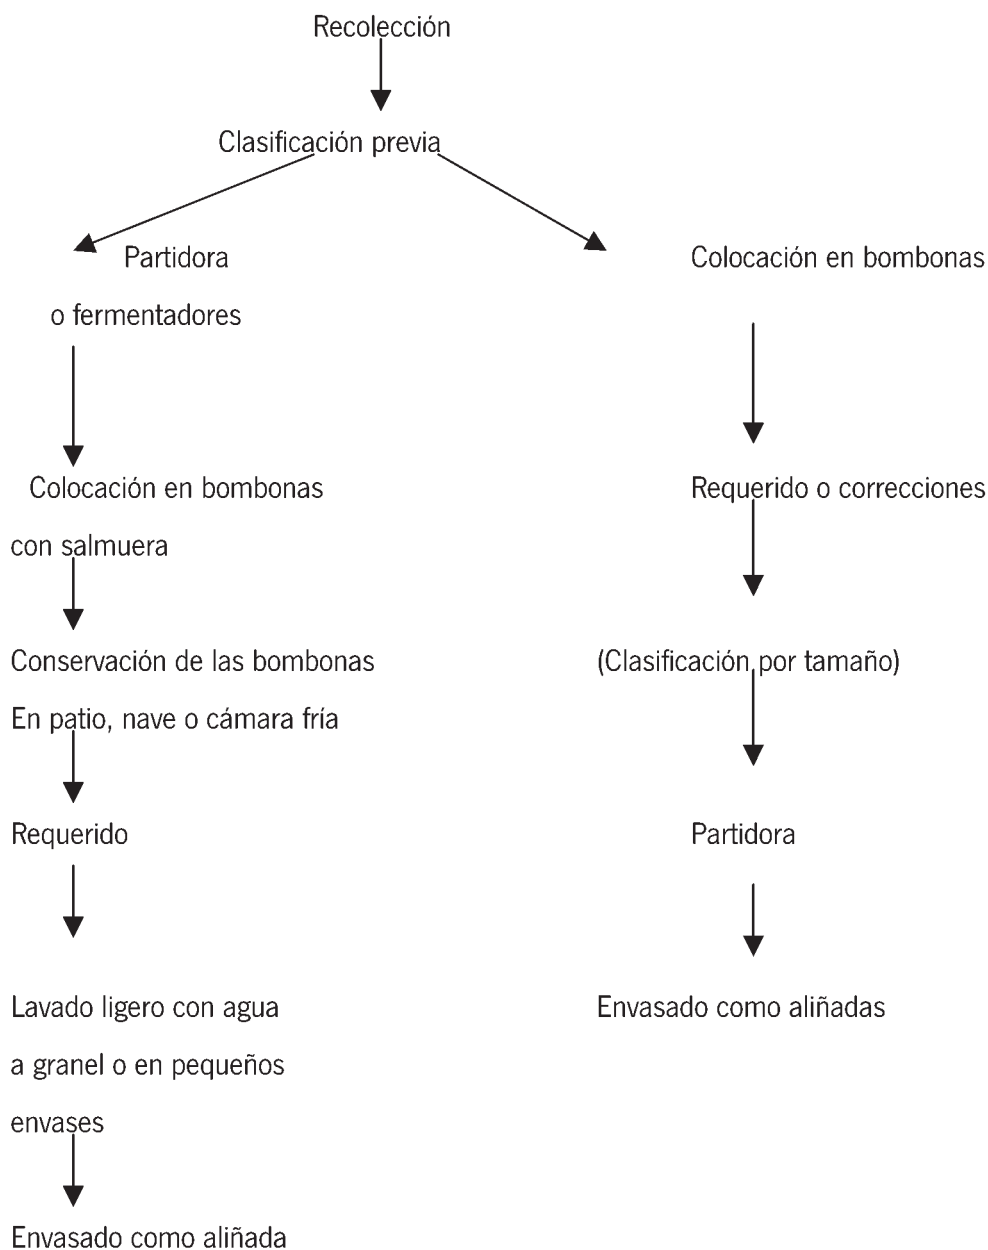 Recolección
Clasificación previa
Partidora
o fermentadores
Colocación en bombonas
con salmuera
Conservación de las bombonas
En patio, nave o cámara fría
Requerido
Lavado ligero con agua
a granel o en pequeños
envases
Envasado como aliñada
Colocación en bombonas
Requerido o correcciones
(Clasificación por tamaño)
Partidora
Envasado como aliñadas